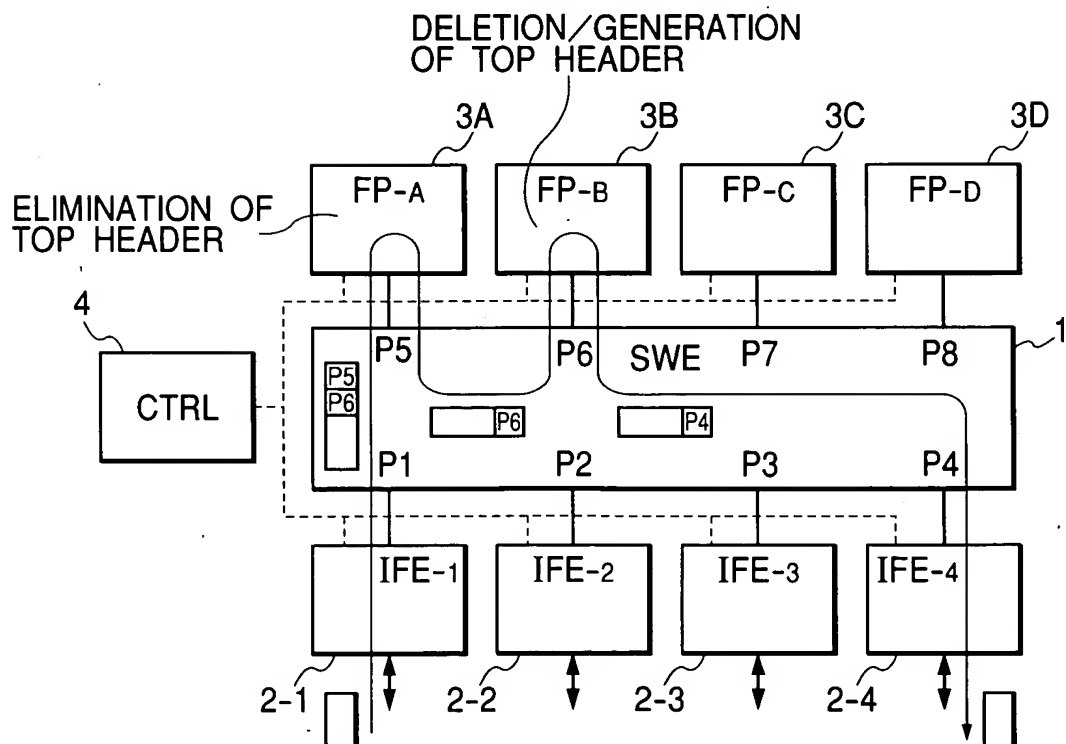 DELETION/GENERATION
OF TOP HEADER
3A
3B
3C
3D
FP-A
FP-B
FP-C
FP-D
ELIMINATION OF
TOP HEADER
4
CTRL
1
P5
P6
SWE
P7
P8
P5
P6
P6
P4
P1
P2
P3
P4
IFE-1
IFE-2
IFE-3
IFE-4
2-1
2-2
2-3
2-4